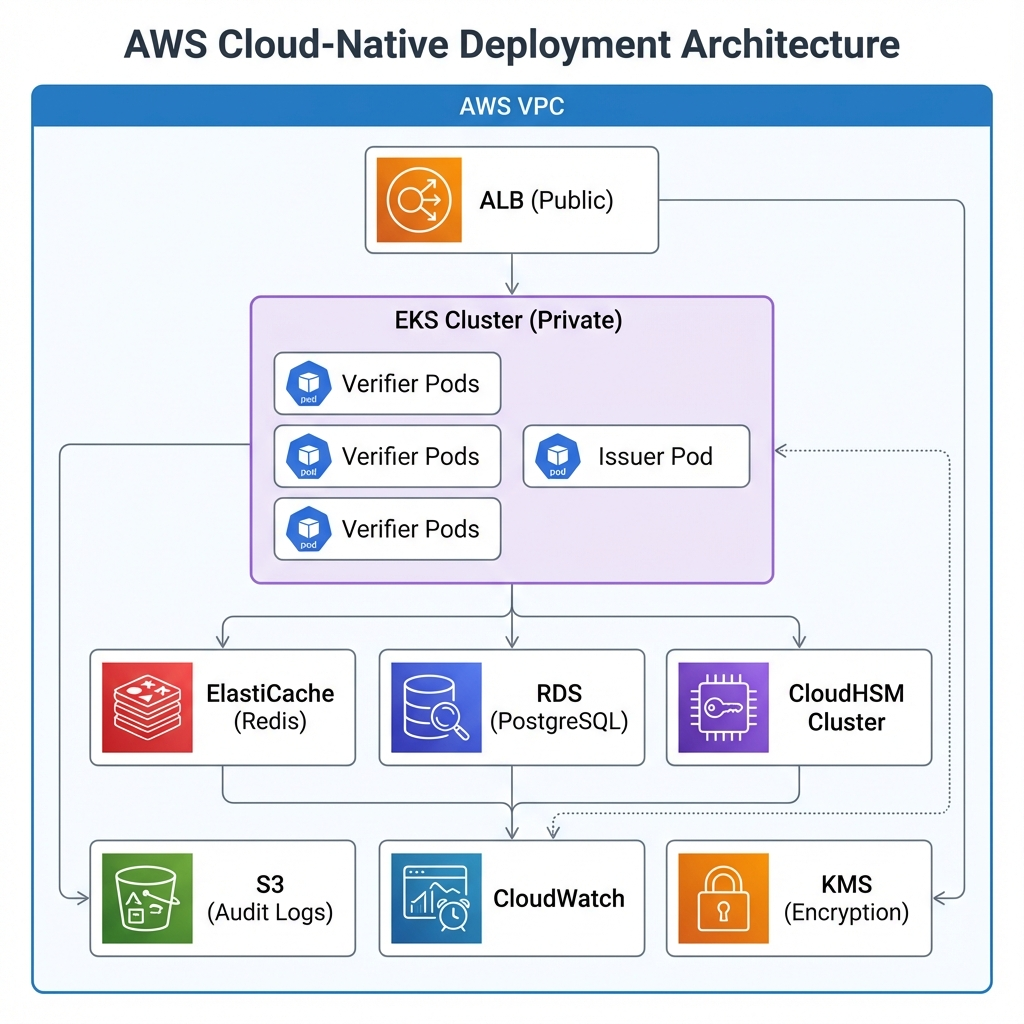 AWS Cloud-Native Deployment Architecture
AWS VPC
ALB (Public)
EKS Cluster (Private)
pod
Verifier Pods
Verifier Pods
pod
Issuer Pod
pod
Verifier Pods
ElastiCache
(Redis)
RDS
(PostgreSQL)
CloudHSM
Cluster
S3
(Audit Logs)
CloudWatch
KMS
(Encryption)